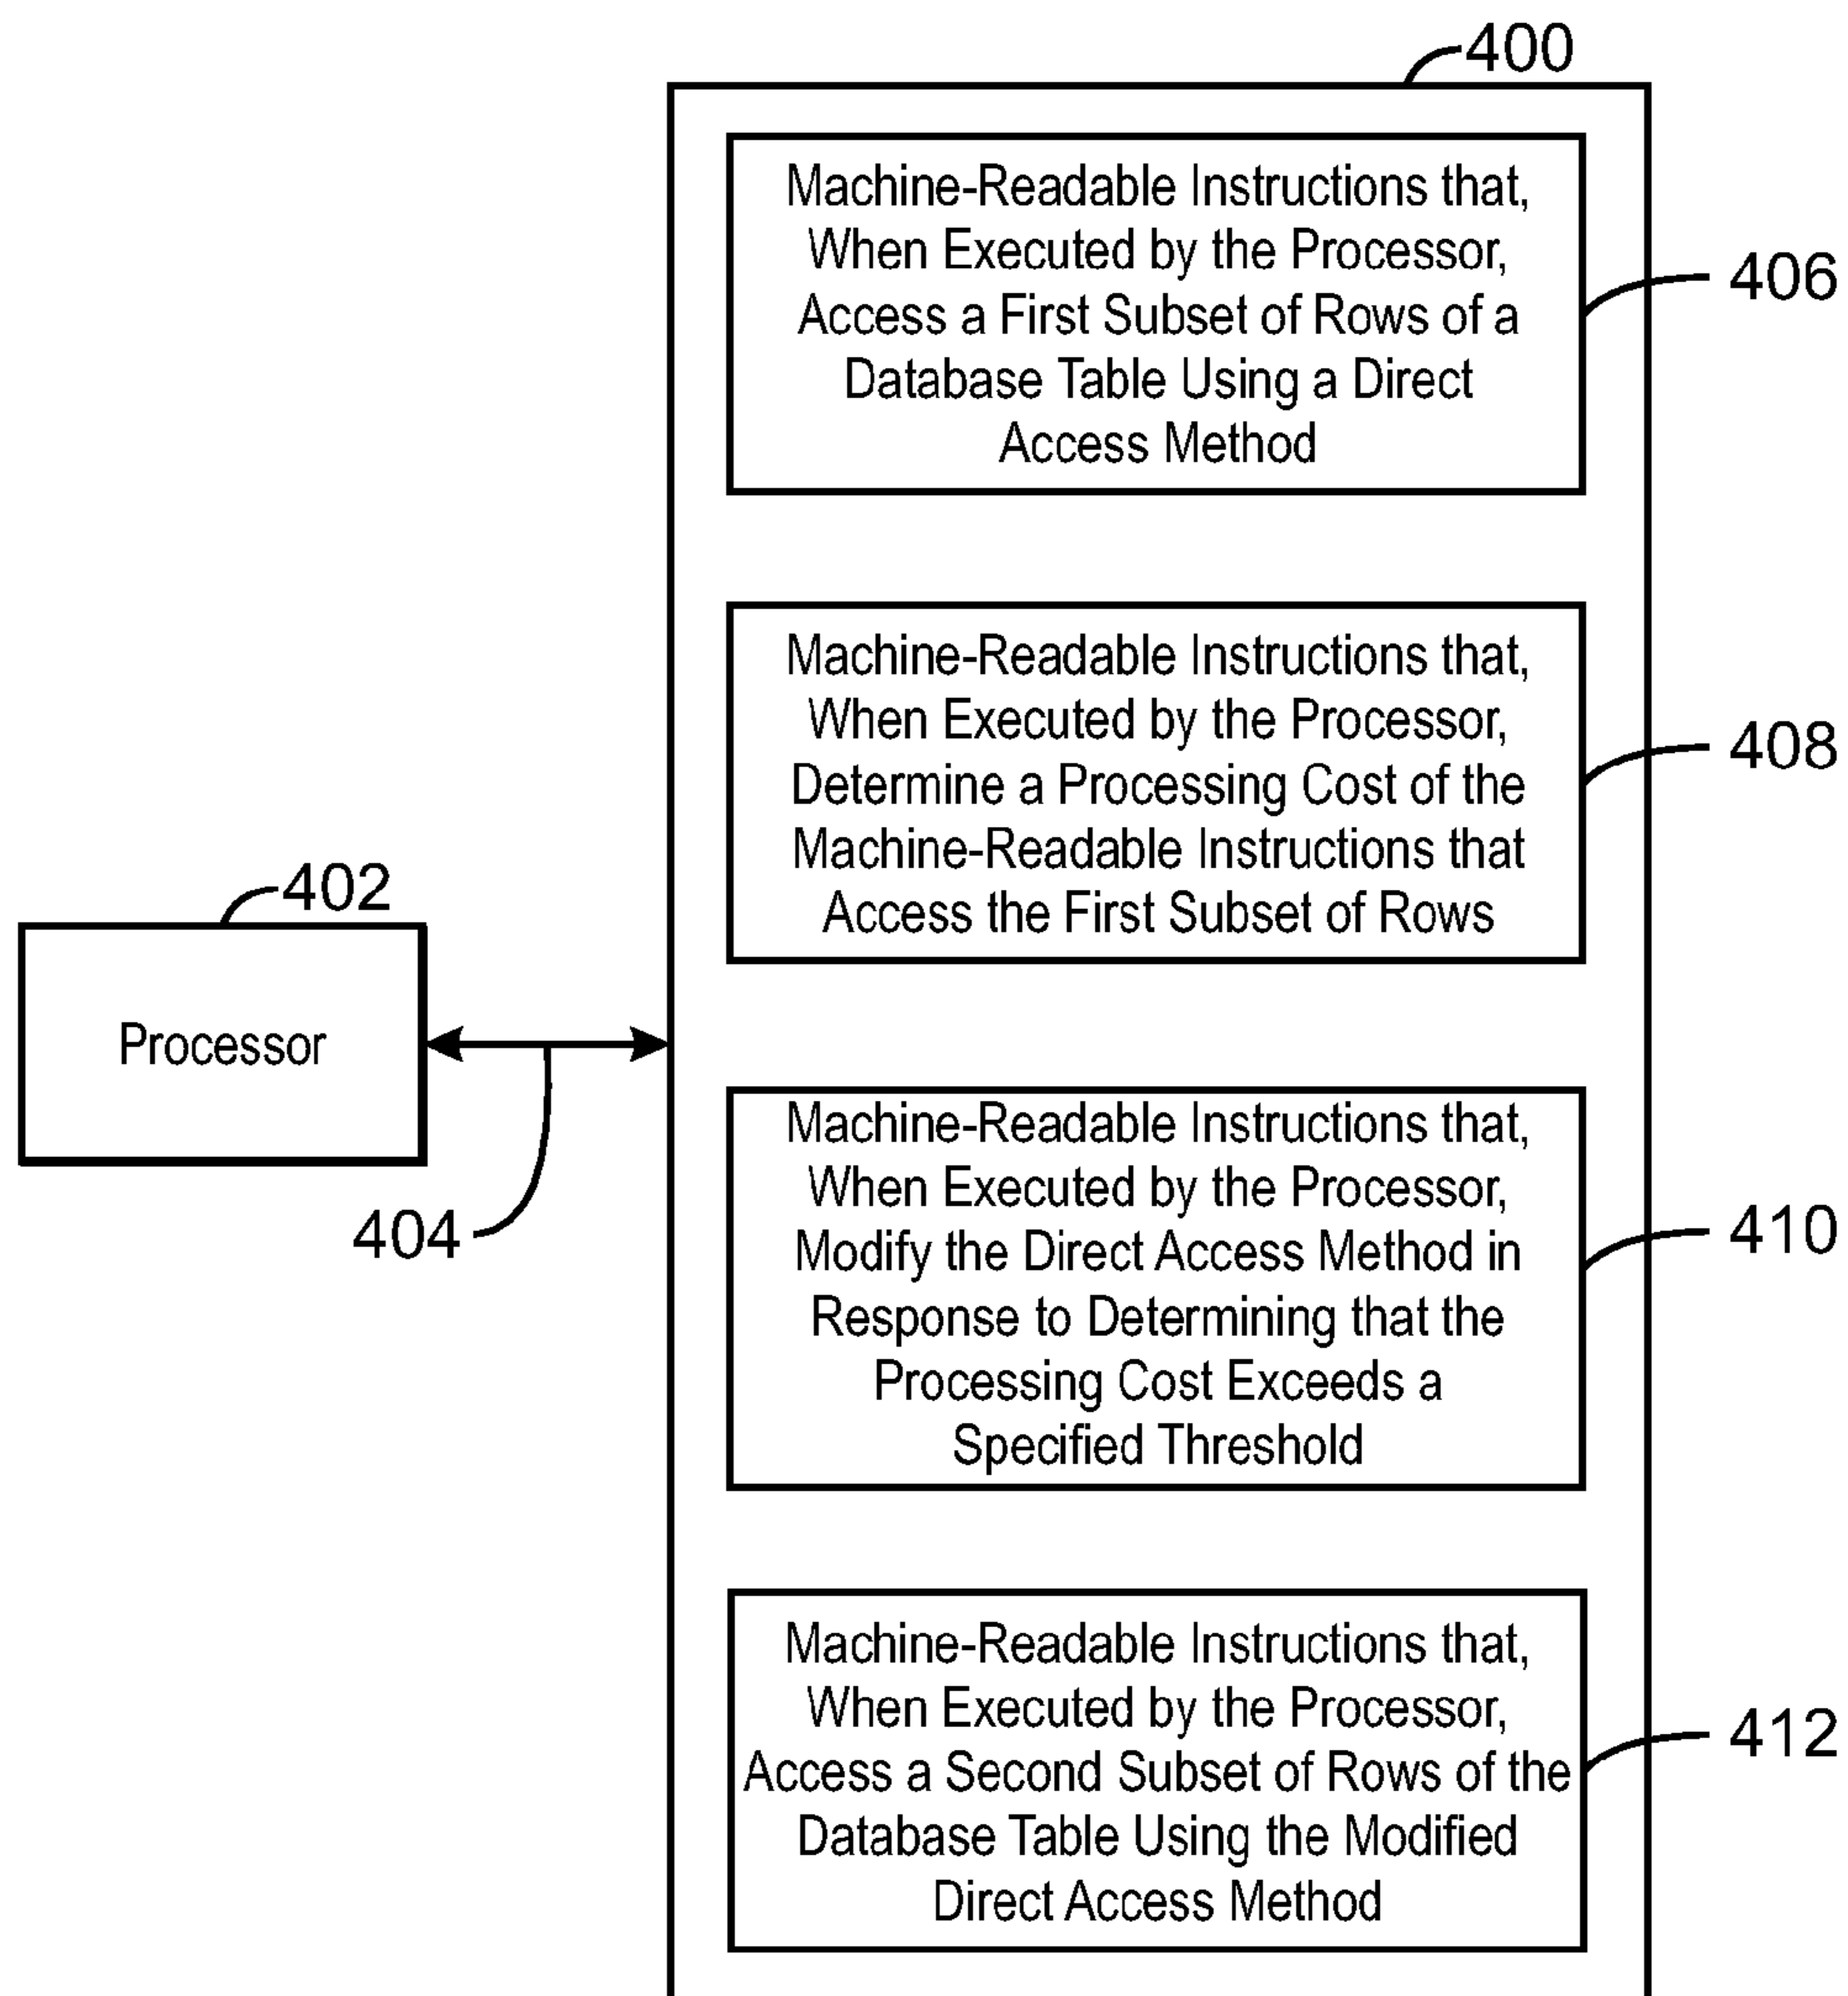 400
Machine-Readable Instructions that,
When Executed by the Processor,
Access a First Subset of Rows of a
Database Table Using a Direct
Access Method
406
Machine-Readable Instructions that,
When Executed by the Processor,
Determine a Processing Cost of the
Machine-Readable Instructions that
Access the First Subset of Rows
408
402
Processor
404
Machine-Readable Instructions that,
When Executed by the Processor,
Modify the Direct Access Method in
Response to Determining that the
Processing Cost Exceeds a
Specified Threshold
410
Machine-Readable Instructions that,
When Executed by the Processor,
Access a Second Subset of Rows of the
Database Table Using the Modified
Direct Access Method
412